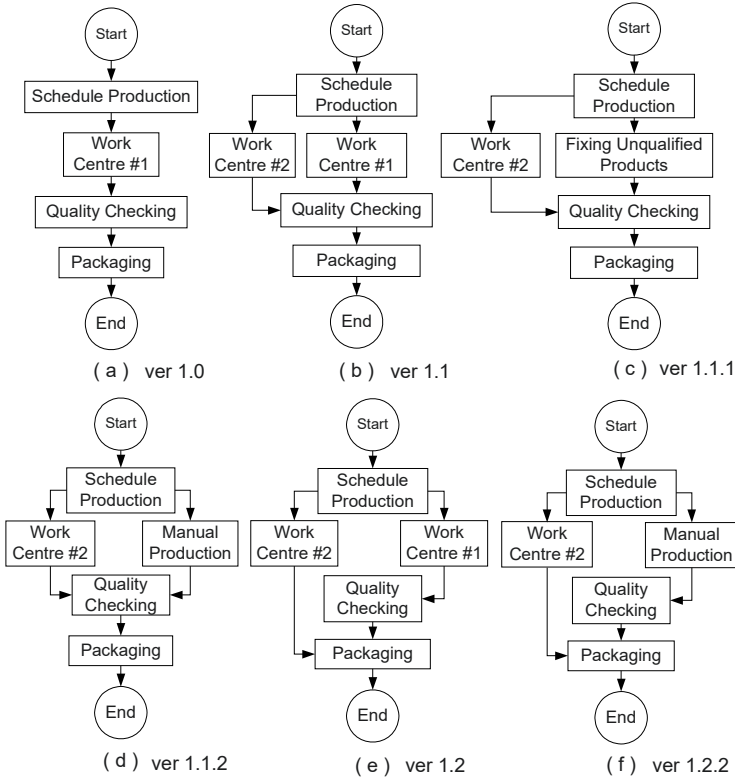 Start
Schedule Production
Work
Centre #1
Quality Checking
Packaging
End
( a ) ver 1.0
Start
Schedule
Production
Work
Centre #2
Work
Centre #1
Quality Checking
Packaging
End
( b ) ver 1.1
Start
Schedule
Production
Work
Centre #2
Fixing Unqualified
Products
Quality Checking
Packaging
End
( c ) ver 1.1.1
Start
Schedule
Production
Work
Centre #2
Manual
Production
Quality
Checking
Packaging
End
( d ) ver 1.1.2
Start
Schedule
Production
Work
Centre #2
Work
Centre #1
Quality
Checking
Packaging
End
( e ) ver 1.2
Start
Schedule
Production
Work
Centre #2
Manual
Production
Quality
Checking
Packaging
End
( f ) ver 1.2.2